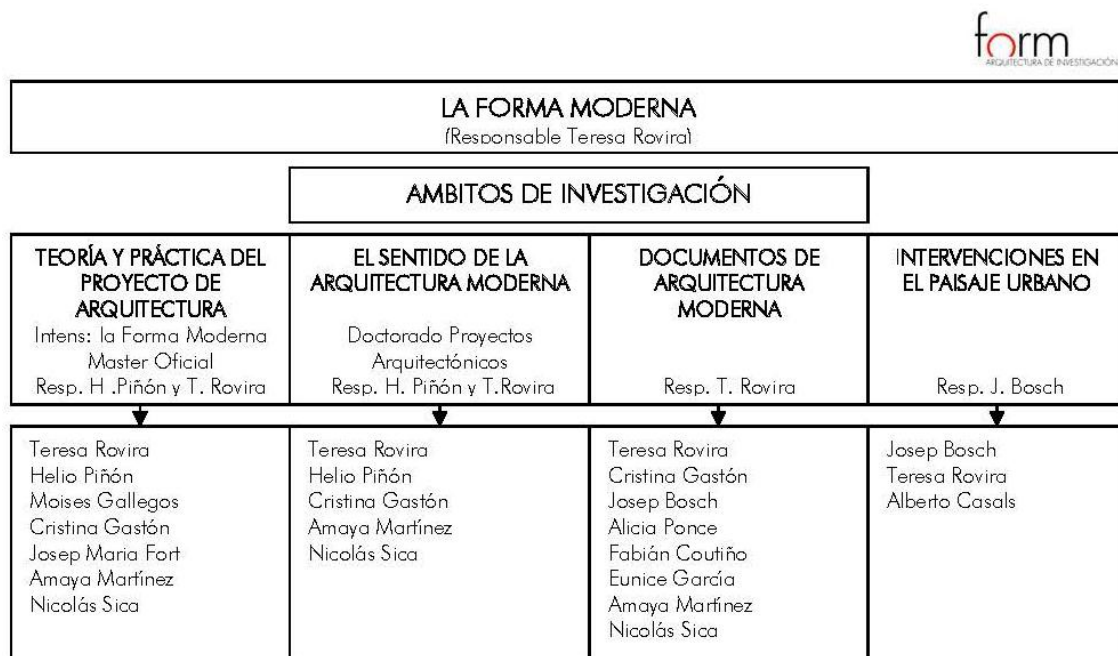 form
ARQUITECTURA DE INVESTIGACIÓN
LA FORMA MODERNA
(Responsable Teresa Rovira)
AMBITOS DE INVESTIGACIÓN
TEORÍA Y PRÁCTICA DEL
PROYECTO DE
ARQUITECTURA
Intens: la Forma Moderna
Master Oficial
Resp. H .Piñón y T. Rovira
EL SENTIDO DE LA
ARQUITECTURA MODERNA
Doctorado Proyectos
Arquitectónicos
Resp. H. Piñón y T.Rovira
DOCUMENTOS DE
ARQUITECTURA
MODERNA
Resp. T. Rovira
INTERVENCIONES EN
EL PAISAJE URBANO
Resp. J. Bosch
Teresa Rovira
Helio Piñón
Moises Gallegos
Cristina Gastón
Josep Maria Fort
Amaya Martínez
Nicolás Sica
Teresa Rovira
Helio Piñón
Cristina Gastón
Amaya Martínez
Nicolás Sica
Teresa Rovira
Cristina Gastón
Josep Bosch
Alicia Ponce
Fabián Coutiño
Eunice García
Amaya Martínez
Nicolás Sica
Josep Bosch
Teresa Rovira
Alberto Casals